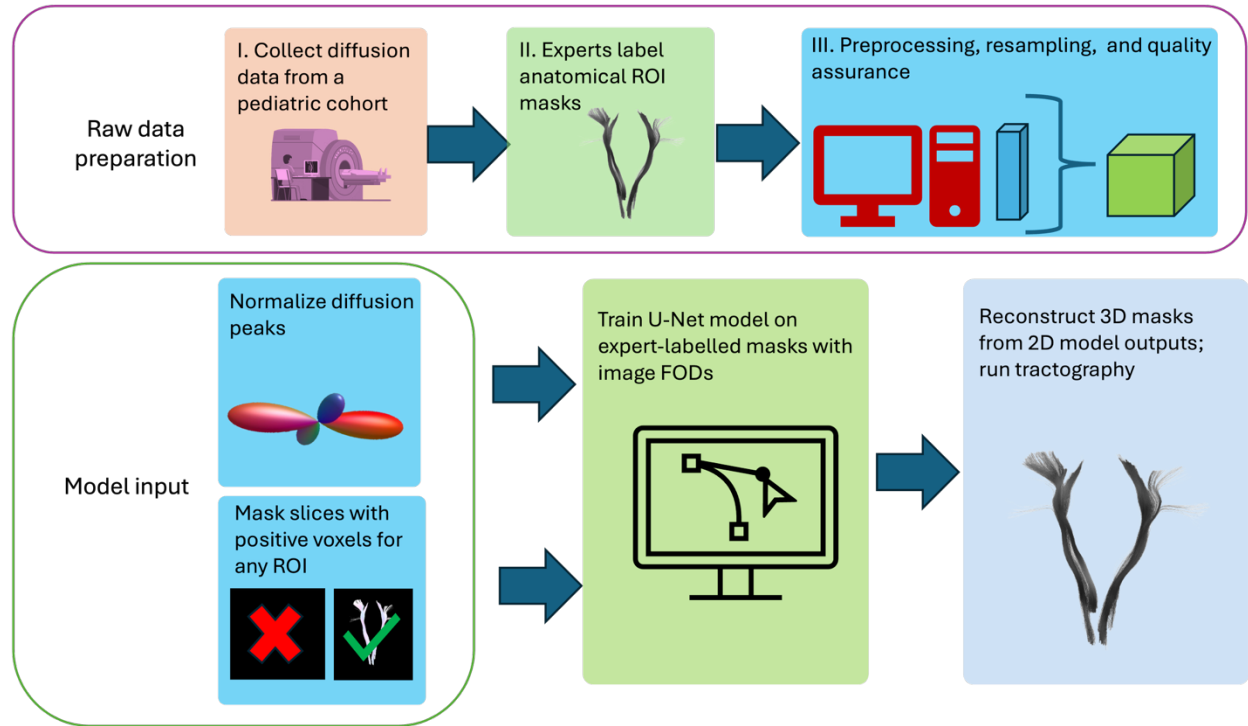 Raw data
preparation
I. Collect diffusion
data from a
pediatric cohort
II. Experts label
anatomical ROI
masks
III. Preprocessing, resampling, and quality
assurance
Model input
Normalize diffusion
peaks
Mask slices with
positive voxels for
any ROI
Train U-Net model on
expert-labelled masks with
image FODs
Reconstruct 3D masks
from 2D model outputs;
run tractography